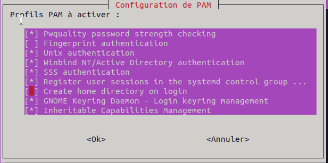 Configuration de PAM
Profils PAM à activer :
[*] Pwquality password strength checking
[ ] Fingerprint authentication
[*] Unix authentication
[*] Winbind NT/Active Directory authentication
[*] SSS authentication
[*] Register user sessions in the systemd control group ...
[ ] Create home directory on login
[*] GNOME Keyring Daemon - Login keyring management
[*] Inheritable Capabilities Management
<Ok> <Annuler>